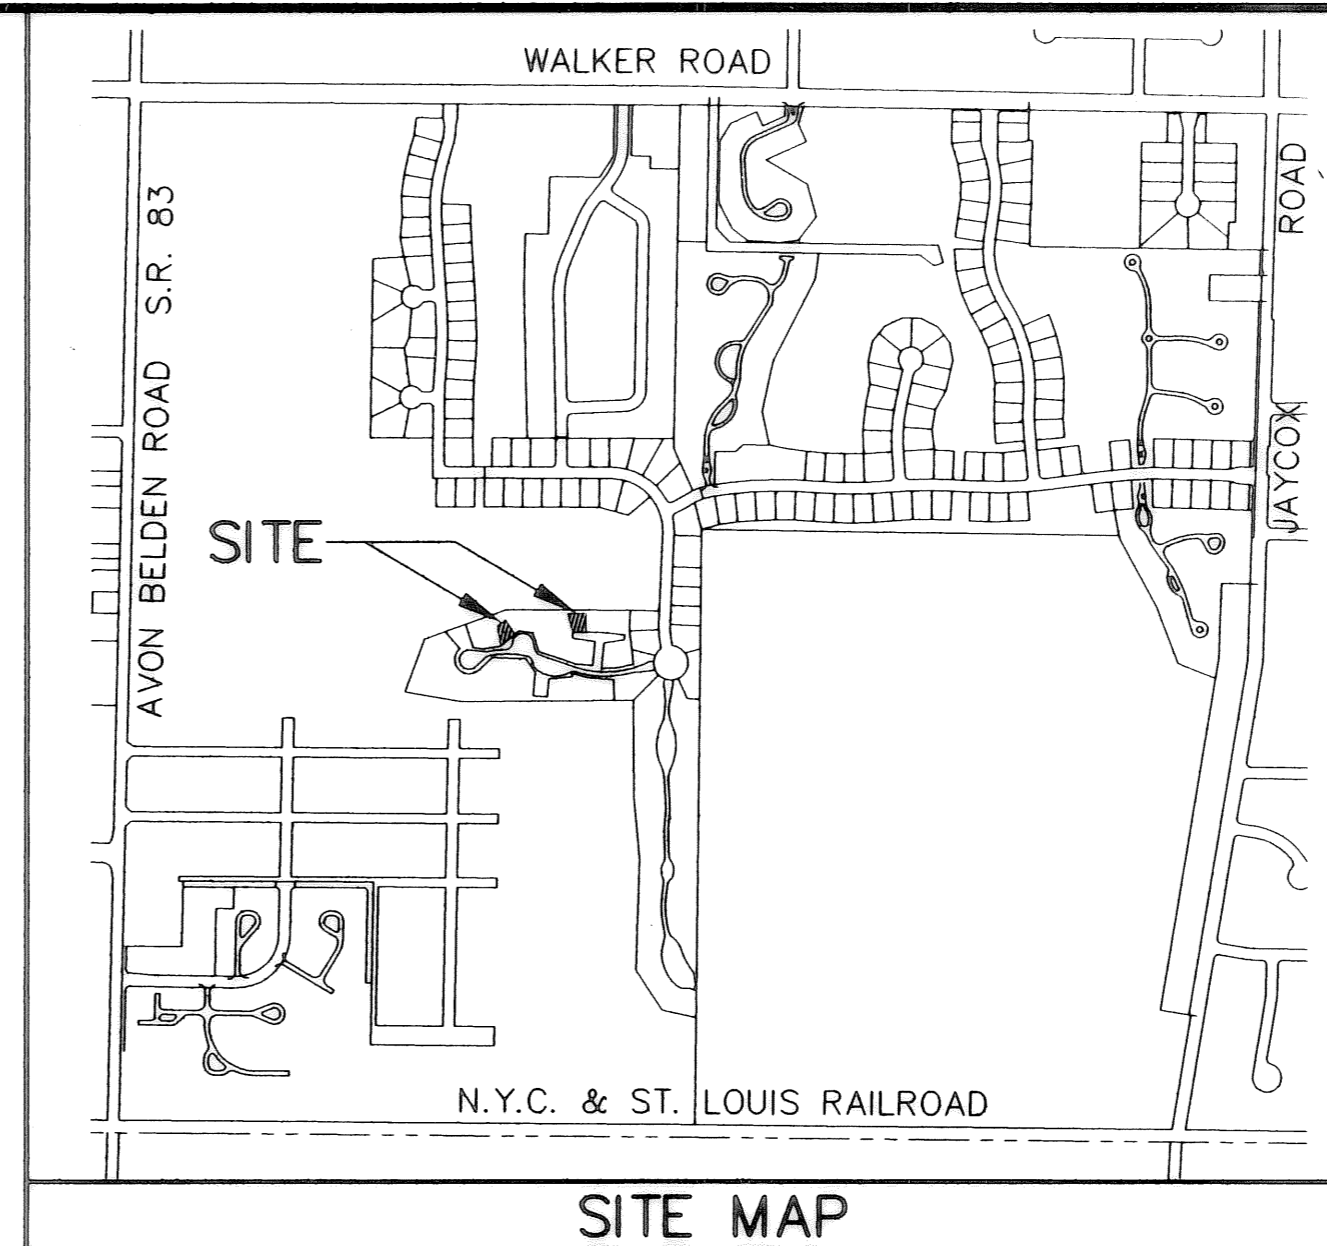 WALKER ROAD
AVON BELDEN ROAD S.R. 83
JAYCOX ROAD
SITE
N.Y.C. & ST. LOUIS RAILROAD
SITE MAP